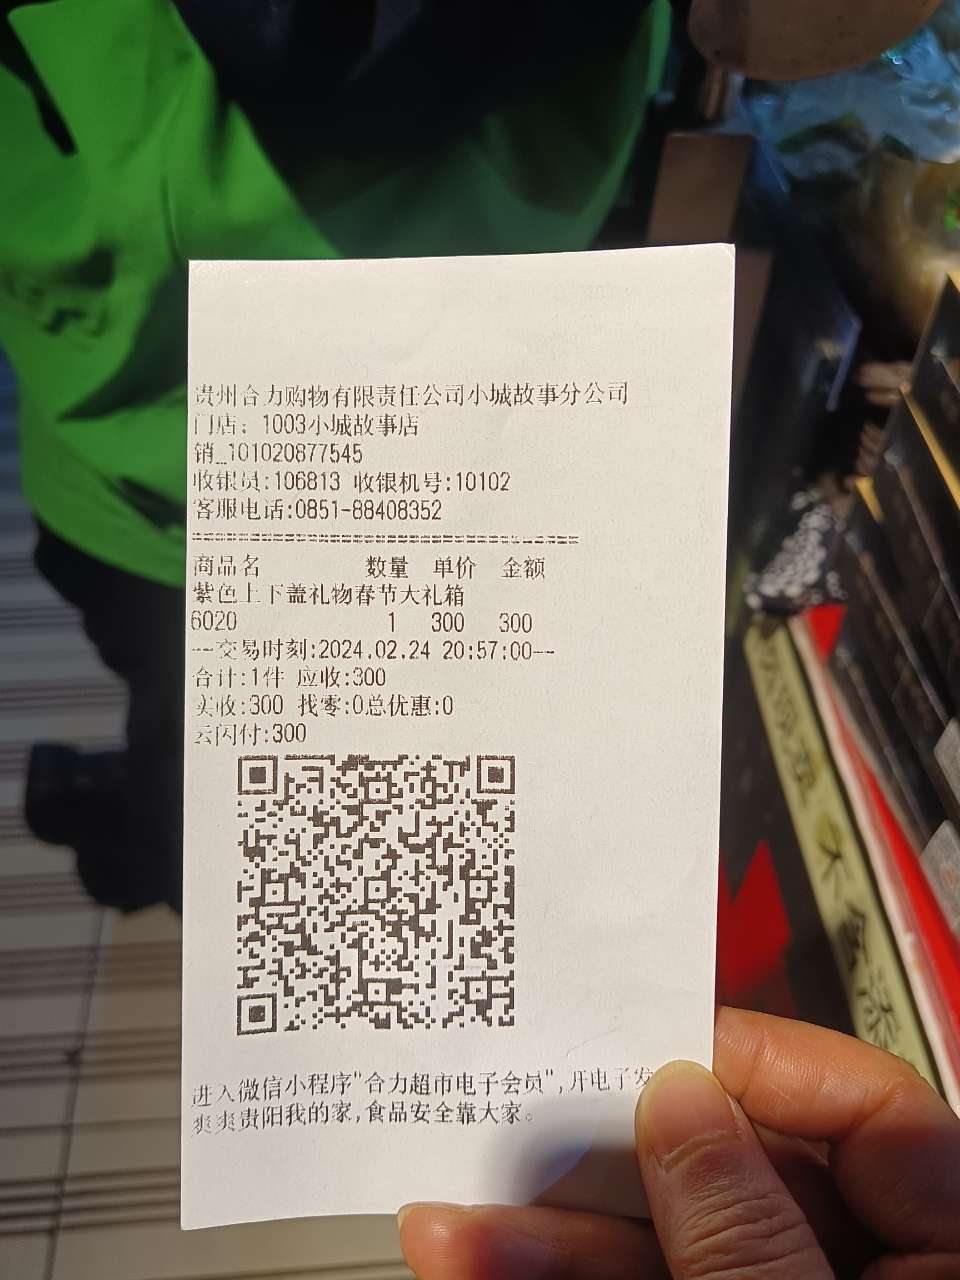 贵州合力购物有限责任公司小城故事分公司
门店: 1003小城故事店
销_101020877545
收银员:106813 收银机号:10102
客服电话:0851-88408352
商品名 数量 单价 金额
紫色上下盖礼物春节大礼箱
6020 1 300 300
--交易时刻:2024.02.24 20:57:00--
合计:1件 应收:300
实收:300 找零:0总优惠:0
云闪付:300
进入微信小程序"合力超市电子会员",开电子发
爽爽贵阳我的家,食品安全靠大家。